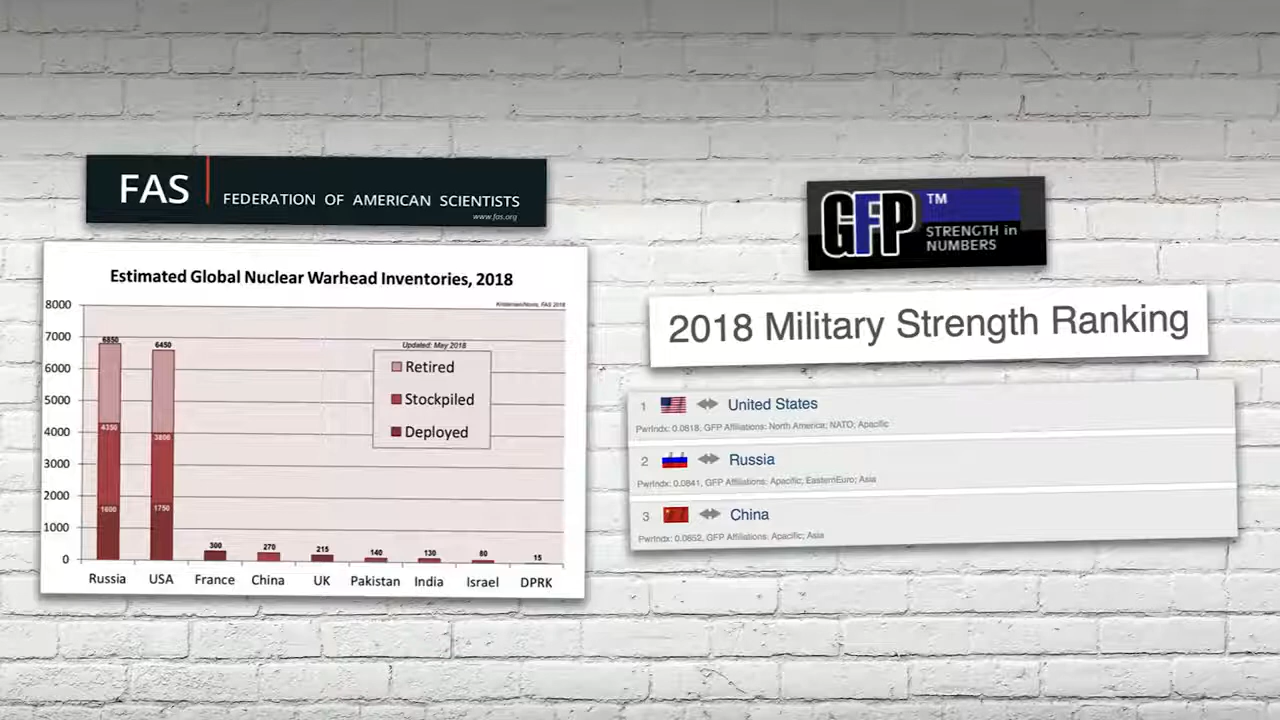 FAS
FEDERATION OF AMERICAN SCIENTISTS
www.fas.org
Estimated Global Nuclear Warhead Inventories, 2018
Kristensen/Norris, FAS 2018
8000
7000
6000
5000
4000
3000
2000
1000
0
Updated: May 2018
Retired
Stockpiled
Deployed
6850
4350
1600
6450
3800
1750
300
270
215
140
130
80
15
Russia USA France China UK Pakistan India Israel DPRK
GFP TM
STRENGTH in
NUMBERS
2018 Military Strength Ranking
1 United States
PwrIndx: 0.0818, GFP Affiliations: North America; NATO; Apacific
2 Russia
PwrIndx: 0.0841, GFP Affiliations: Apacific; EasternEuro; Asia
3 China
PwrIndx: 0.0852, GFP Affiliations: Apacific; Asia